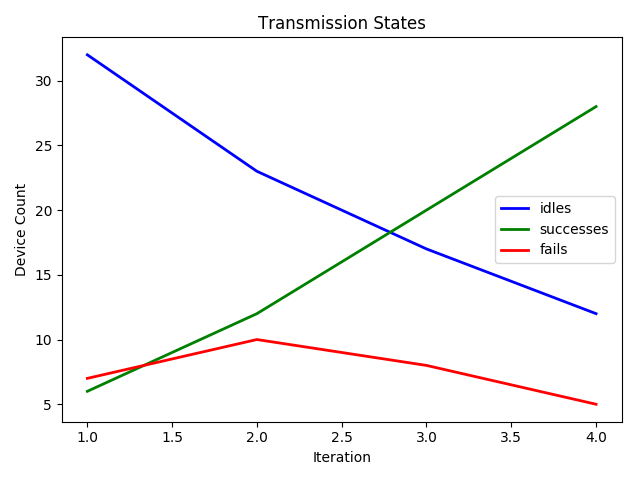 Transmission States
Device Count
30
25
20
15
10
5
idles
successes
fails
1.0 1.5 2.0 2.5 3.0 3.5 4.0
Iteration